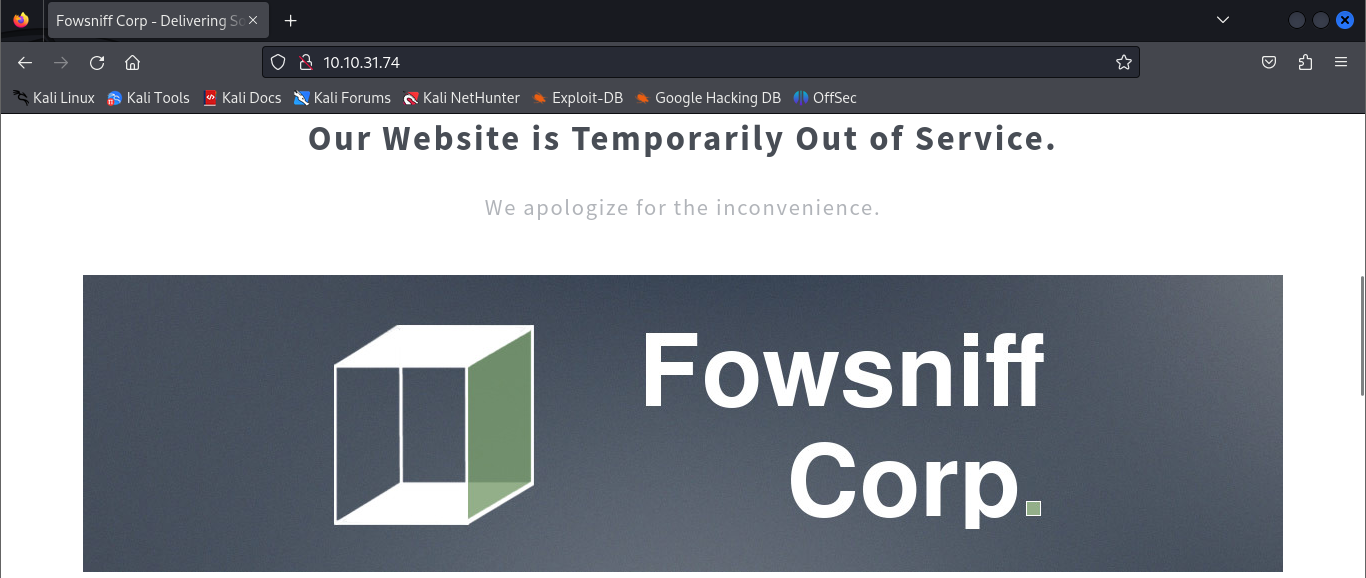 Fowsniff Corp - Delivering So
10.10.31.74
Kali Linux Kali Tools Kali Docs Kali Forums Kali NetHunter Exploit-DB Google Hacking DB OffSec
Our Website is Temporarily Out of Service.
We apologize for the inconvenience.
Fowsniff
Corp.